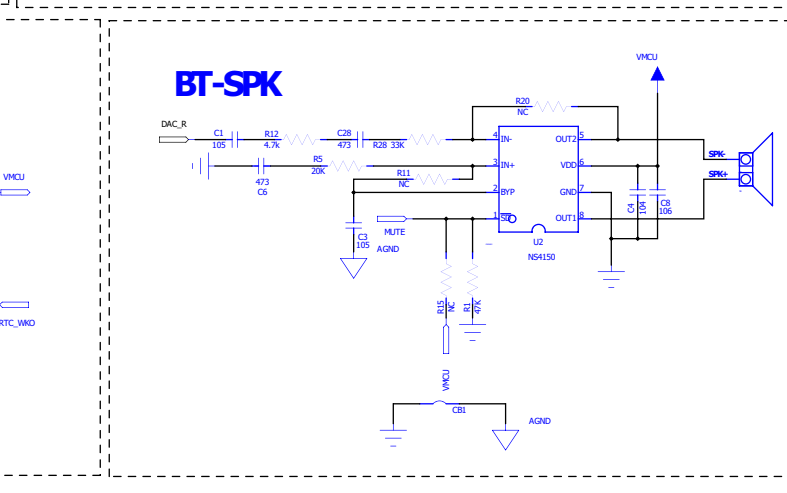 VMCU
BT-SPK
R20
NC
DAC_R
C1
105
R12
4.7k
C28
473
R28 33K
4
IN-
OUT2
5
SPK-
R5
20K
473
C6
R11
NC
3
IN+
VDD
6
SPK+
VMCU
2
BYP
GND
7
C4
104
C8
106
MUTE
1
SD
OUT1
8
C3
105
AGND
U2
NS4150
R15
NC
R1
47K
RTC_WKO
VMCU
CB1
AGND